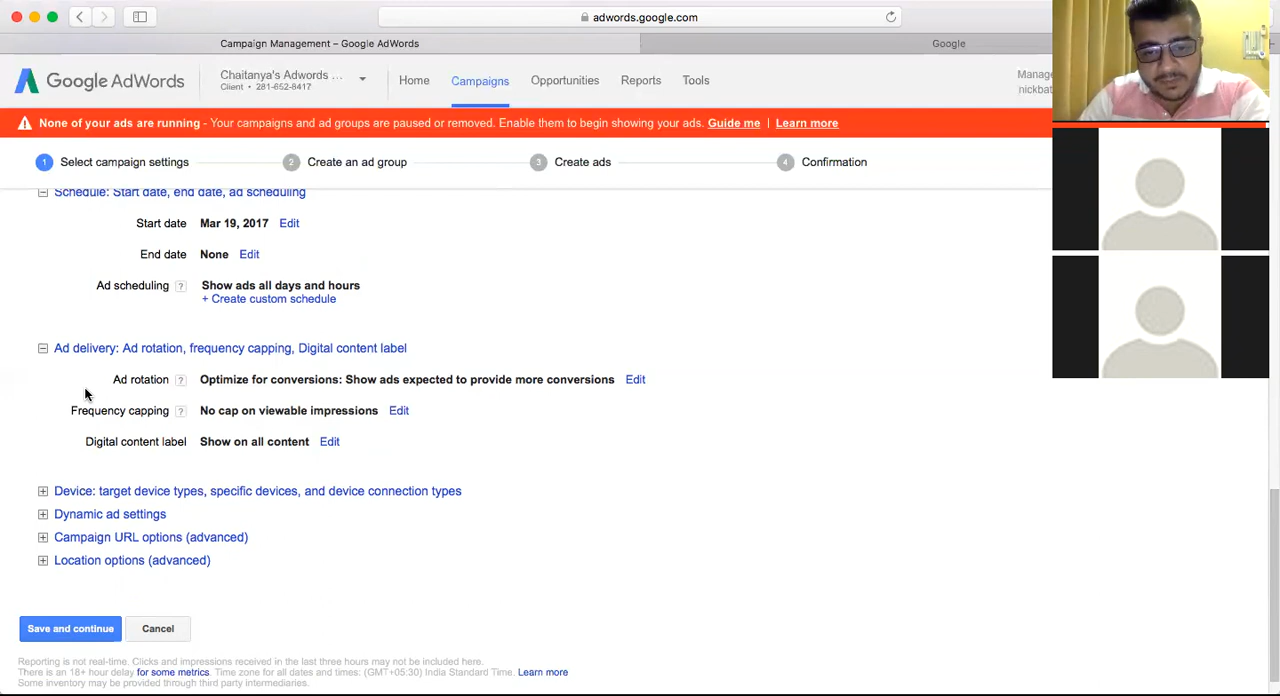 adwords.google.com
Campaign Management – Google AdWords
Google
Google AdWords
Chaitanya's Adwords ...
Client • 281-652-8417
Home
Campaigns
Opportunities
Reports
Tools
Manage
nickbat
None of your ads are running - Your campaigns and ad groups are paused or removed. Enable them to begin showing your ads. Guide me | Learn more
1 Select campaign settings
2 Create an ad group
3 Create ads
4 Confirmation
Schedule: Start date, end date, ad scheduling
Start date Mar 19, 2017 Edit
End date None Edit
Ad scheduling ? Show ads all days and hours
+ Create custom schedule
Ad delivery: Ad rotation, frequency capping, Digital content label
Ad rotation ? Optimize for conversions: Show ads expected to provide more conversions Edit
Frequency capping ? No cap on viewable impressions Edit
Digital content label Show on all content Edit
Device: target device types, specific devices, and device connection types
Dynamic ad settings
Campaign URL options (advanced)
Location options (advanced)
Save and continue
Cancel
Reporting is not real-time. Clicks and impressions received in the last three hours may not be included here.
There is an 18+ hour delay for some metrics. Time zone for all dates and times: (GMT+05:30) India Standard Time. Learn more
Some inventory may be provided through third party intermediaries.